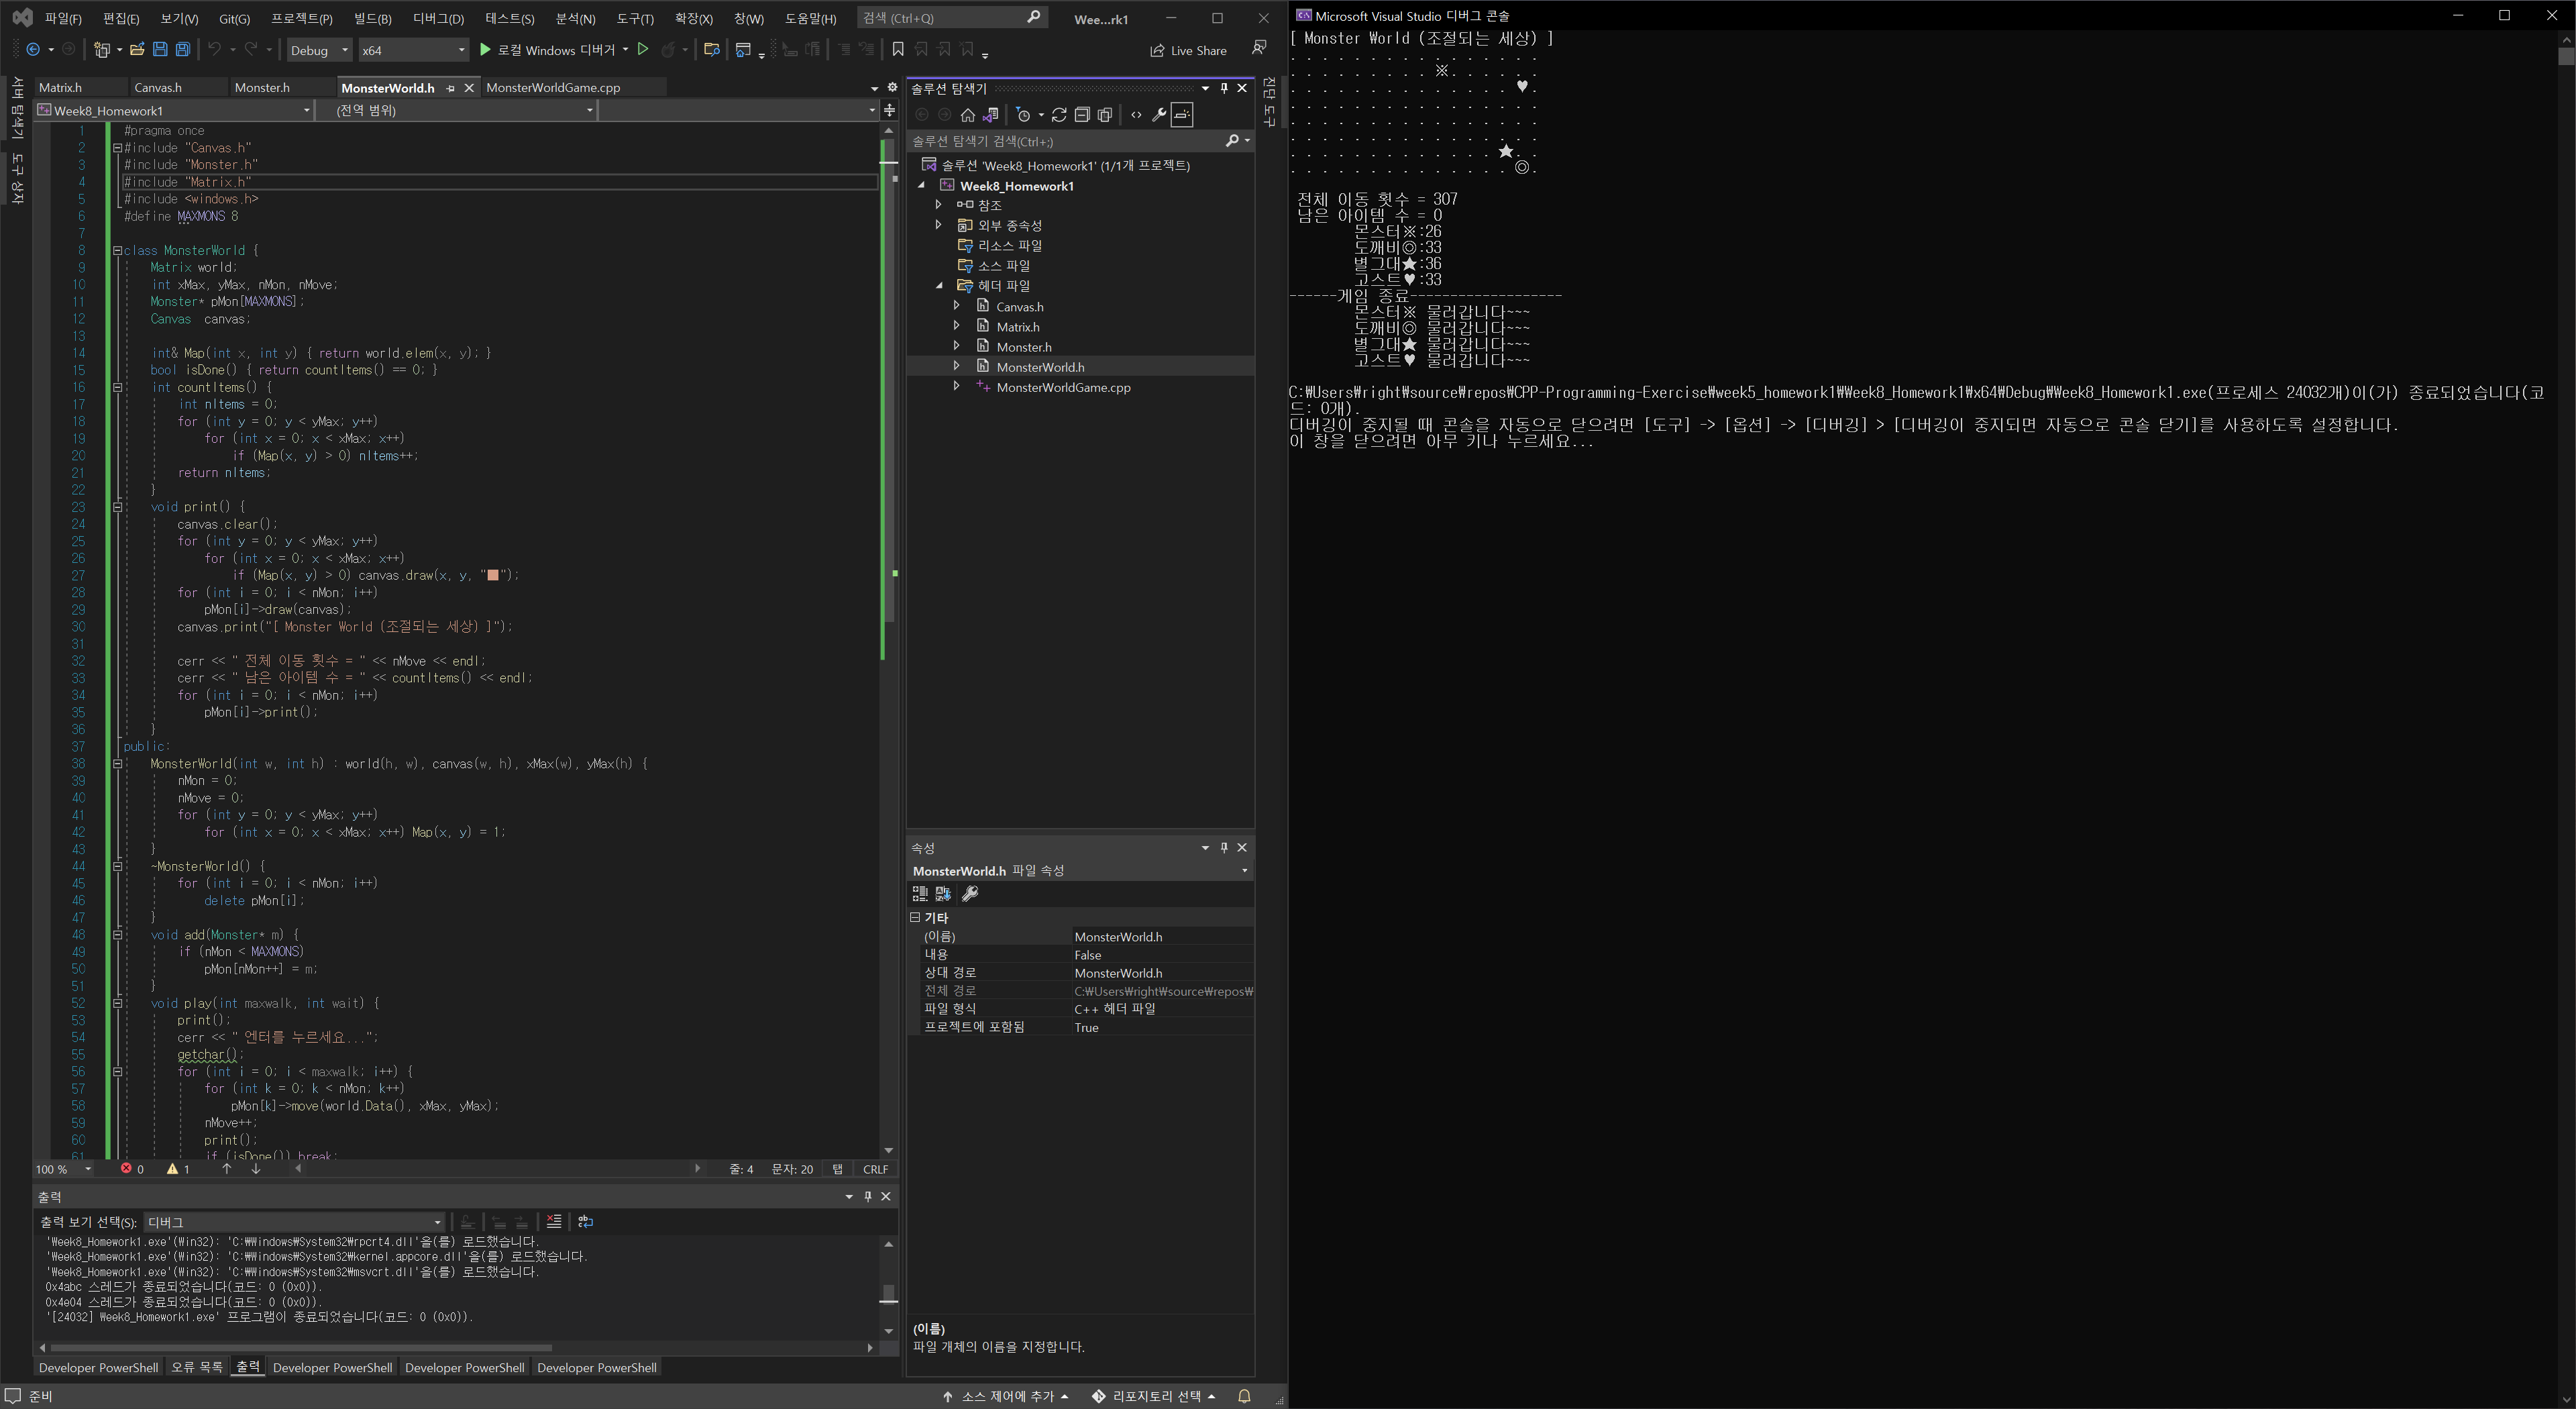 파일(F) 편집(E) 보기(V) Git(G) 프로젝트(P) 빌드(B) 디버그(D) 테스트(S) 분석(N) 도구(T) 확장(X) 창(W) 도움말(H) 검색 (Ctrl+Q) Wee...rk1
Debug x64 로컬 Windows 디버거 Live Share
서버 탐색기
도구 상자
Matrix.h Canvas.h Monster.h MonsterWorld.h MonsterWorldGame.cpp
Week8_Homework1 (전역 범위)
1 #pragma once
2 #include "Canvas.h"
3 #include "Monster.h"
4 #include "Matrix.h"
5 #include <windows.h>
6 #define MAXMONS 8
7
8 class MonsterWorld {
9 Matrix world;
10 int xMax, yMax, nMon, nMove;
11 Monster* pMon[MAXMONS];
12 Canvas canvas;
13
14 int& Map(int x, int y) { return world.elem(x, y); }
15 bool isDone() { return countItems() == 0; }
16 int countItems() {
17 int nItems = 0;
18 for (int y = 0; y < yMax; y++)
19 for (int x = 0; x < xMax; x++)
20 if (Map(x, y) > 0) nItems++;
21 return nItems;
22 }
23 void print() {
24 canvas.clear();
25 for (int y = 0; y < yMax; y++)
26 for (int x = 0; x < xMax; x++)
27 if (Map(x, y) > 0) canvas.draw(x, y, "■");
28 for (int i = 0; i < nMon; i++)
29 pMon[i]->draw(canvas);
30 canvas.print("[ Monster World (조절되는 세상) ]");
31
32 cerr << " 전체 이동 횟수 = " << nMove << endl;
33 cerr << " 남은 아이템 수 = " << countItems() << endl;
34 for (int i = 0; i < nMon; i++)
35 pMon[i]->print();
36 }
37 public:
38 MonsterWorld(int w, int h) : world(h, w), canvas(w, h), xMax(w), yMax(h) {
39 nMon = 0;
40 nMove = 0;
41 for (int y = 0; y < yMax; y++)
42 for (int x = 0; x < xMax; x++) Map(x, y) = 1;
43 }
44 ~MonsterWorld() {
45 for (int i = 0; i < nMon; i++)
46 delete pMon[i];
47 }
48 void add(Monster* m) {
49 if (nMon < MAXMONS)
50 pMon[nMon++] = m;
51 }
52 void play(int maxwalk, int wait) {
53 print();
54 cerr << " 엔터를 누르세요...";
55 getchar();
56 for (int i = 0; i < maxwalk; i++) {
57 for (int k = 0; k < nMon; k++)
58 pMon[k]->move(world.Data(), xMax, yMax);
59 nMove++;
60 print();
61 if (isDone()) break;
100 % 0 1 줄: 4 문자: 20 탭 CRLF
출력
출력 보기 선택(S): 디버그
'Week8_Homework1.exe'(Win32): 'C:₩Windows₩System32₩rpcrt4.dll'을(를) 로드했습니다.
'Week8_Homework1.exe'(Win32): 'C:₩Windows₩System32₩kernel.appcore.dll'을(를) 로드했습니다.
'Week8_Homework1.exe'(Win32): 'C:₩Windows₩System32₩msvcrt.dll'을(를) 로드했습니다.
0x4abc 스레드가 종료되었습니다(코드: 0 (0x0)).
0x4e04 스레드가 종료되었습니다(코드: 0 (0x0)).
'[24032] Week8_Homework1.exe' 프로그램이 종료되었습니다(코드: 0 (0x0)).
Developer PowerShell 오류 목록 출력 Developer PowerShell Developer PowerShell Developer PowerShell
준비 소스 제어에 추가 리포지토리 선택
솔루션 탐색기
솔루션 탐색기 검색(Ctrl+;)
솔루션 'Week8_Homework1' (1/1개 프로젝트)
Week8_Homework1
참조
외부 종속성
리소스 파일
소스 파일
헤더 파일
Canvas.h
Matrix.h
Monster.h
MonsterWorld.h
MonsterWorldGame.cpp
진단 도구
속성
MonsterWorld.h 파일 속성
기타
(이름) MonsterWorld.h
내용 False
상대 경로 MonsterWorld.h
전체 경로 C:₩Users₩right₩source₩repos₩
파일 형식 C++ 헤더 파일
프로젝트에 포함됨 True
(이름)
파일 개체의 이름을 지정합니다.
Microsoft Visual Studio 디버그 콘솔
[ Monster World (조절되는 세상) ]
. . . . . . . . . . . . . . . .
. . . . . . . . . ※. . . . . .
. . . . . . . . . . . . . . ♥.
. . . . . . . . . . . . . . . .
. . . . . . . . . . . . . . . .
. . . . . . . . . . . . . . . .
. . . . . . . . . . . . . ★. .
. . . . . . . . . . . . . . ◎.
전체 이동 횟수 = 307
남은 아이템 수 = 0
몬스터※:26
도깨비◎:33
별그대★:36
고스트♥:33
------게임 종료-------------------
몬스터※ 물러갑니다~~~
도깨비◎ 물러갑니다~~~
별그대★ 물러갑니다~~~
고스트♥ 물러갑니다~~~
C:₩Users₩right₩source₩repos₩CPP-Programming-Exercise₩week5_homework1₩Week8_Homework1₩x64₩Debug₩Week8_Homework1.exe(프로세스 24032개)이(가) 종료되었습니다(코
드: 0개).
디버깅이 중지될 때 콘솔을 자동으로 닫으려면 [도구] -> [옵션] -> [디버깅] > [디버깅이 중지되면 자동으로 콘솔 닫기]를 사용하도록 설정합니다.
이 창을 닫으려면 아무 키나 누르세요...